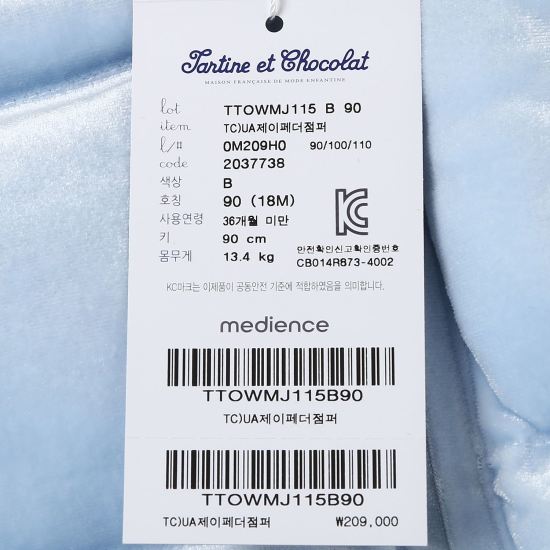 Tartine et Chocolat
MAISON FRANÇAISE DE MODE ENFANTINE
lot TTOWMJ115 B 90
item TC)UA제이페더점퍼
l/# 0M209H0 90/100/110
code 2037738
색상 B
호칭 90 (18M)
사용연령 36개월 미만
키 90 cm
몸무게 13.4 kg
안전확인신고확인증번호
CB014R873-4002
KC마크는 이제품이 공동안전 기준에 적합하였음을 의미합니다.
medience
TTOWMJ115B90
TC)UA제이페더점퍼
TTOWMJ115B90
TC)UA제이페더점퍼 ₩209,000